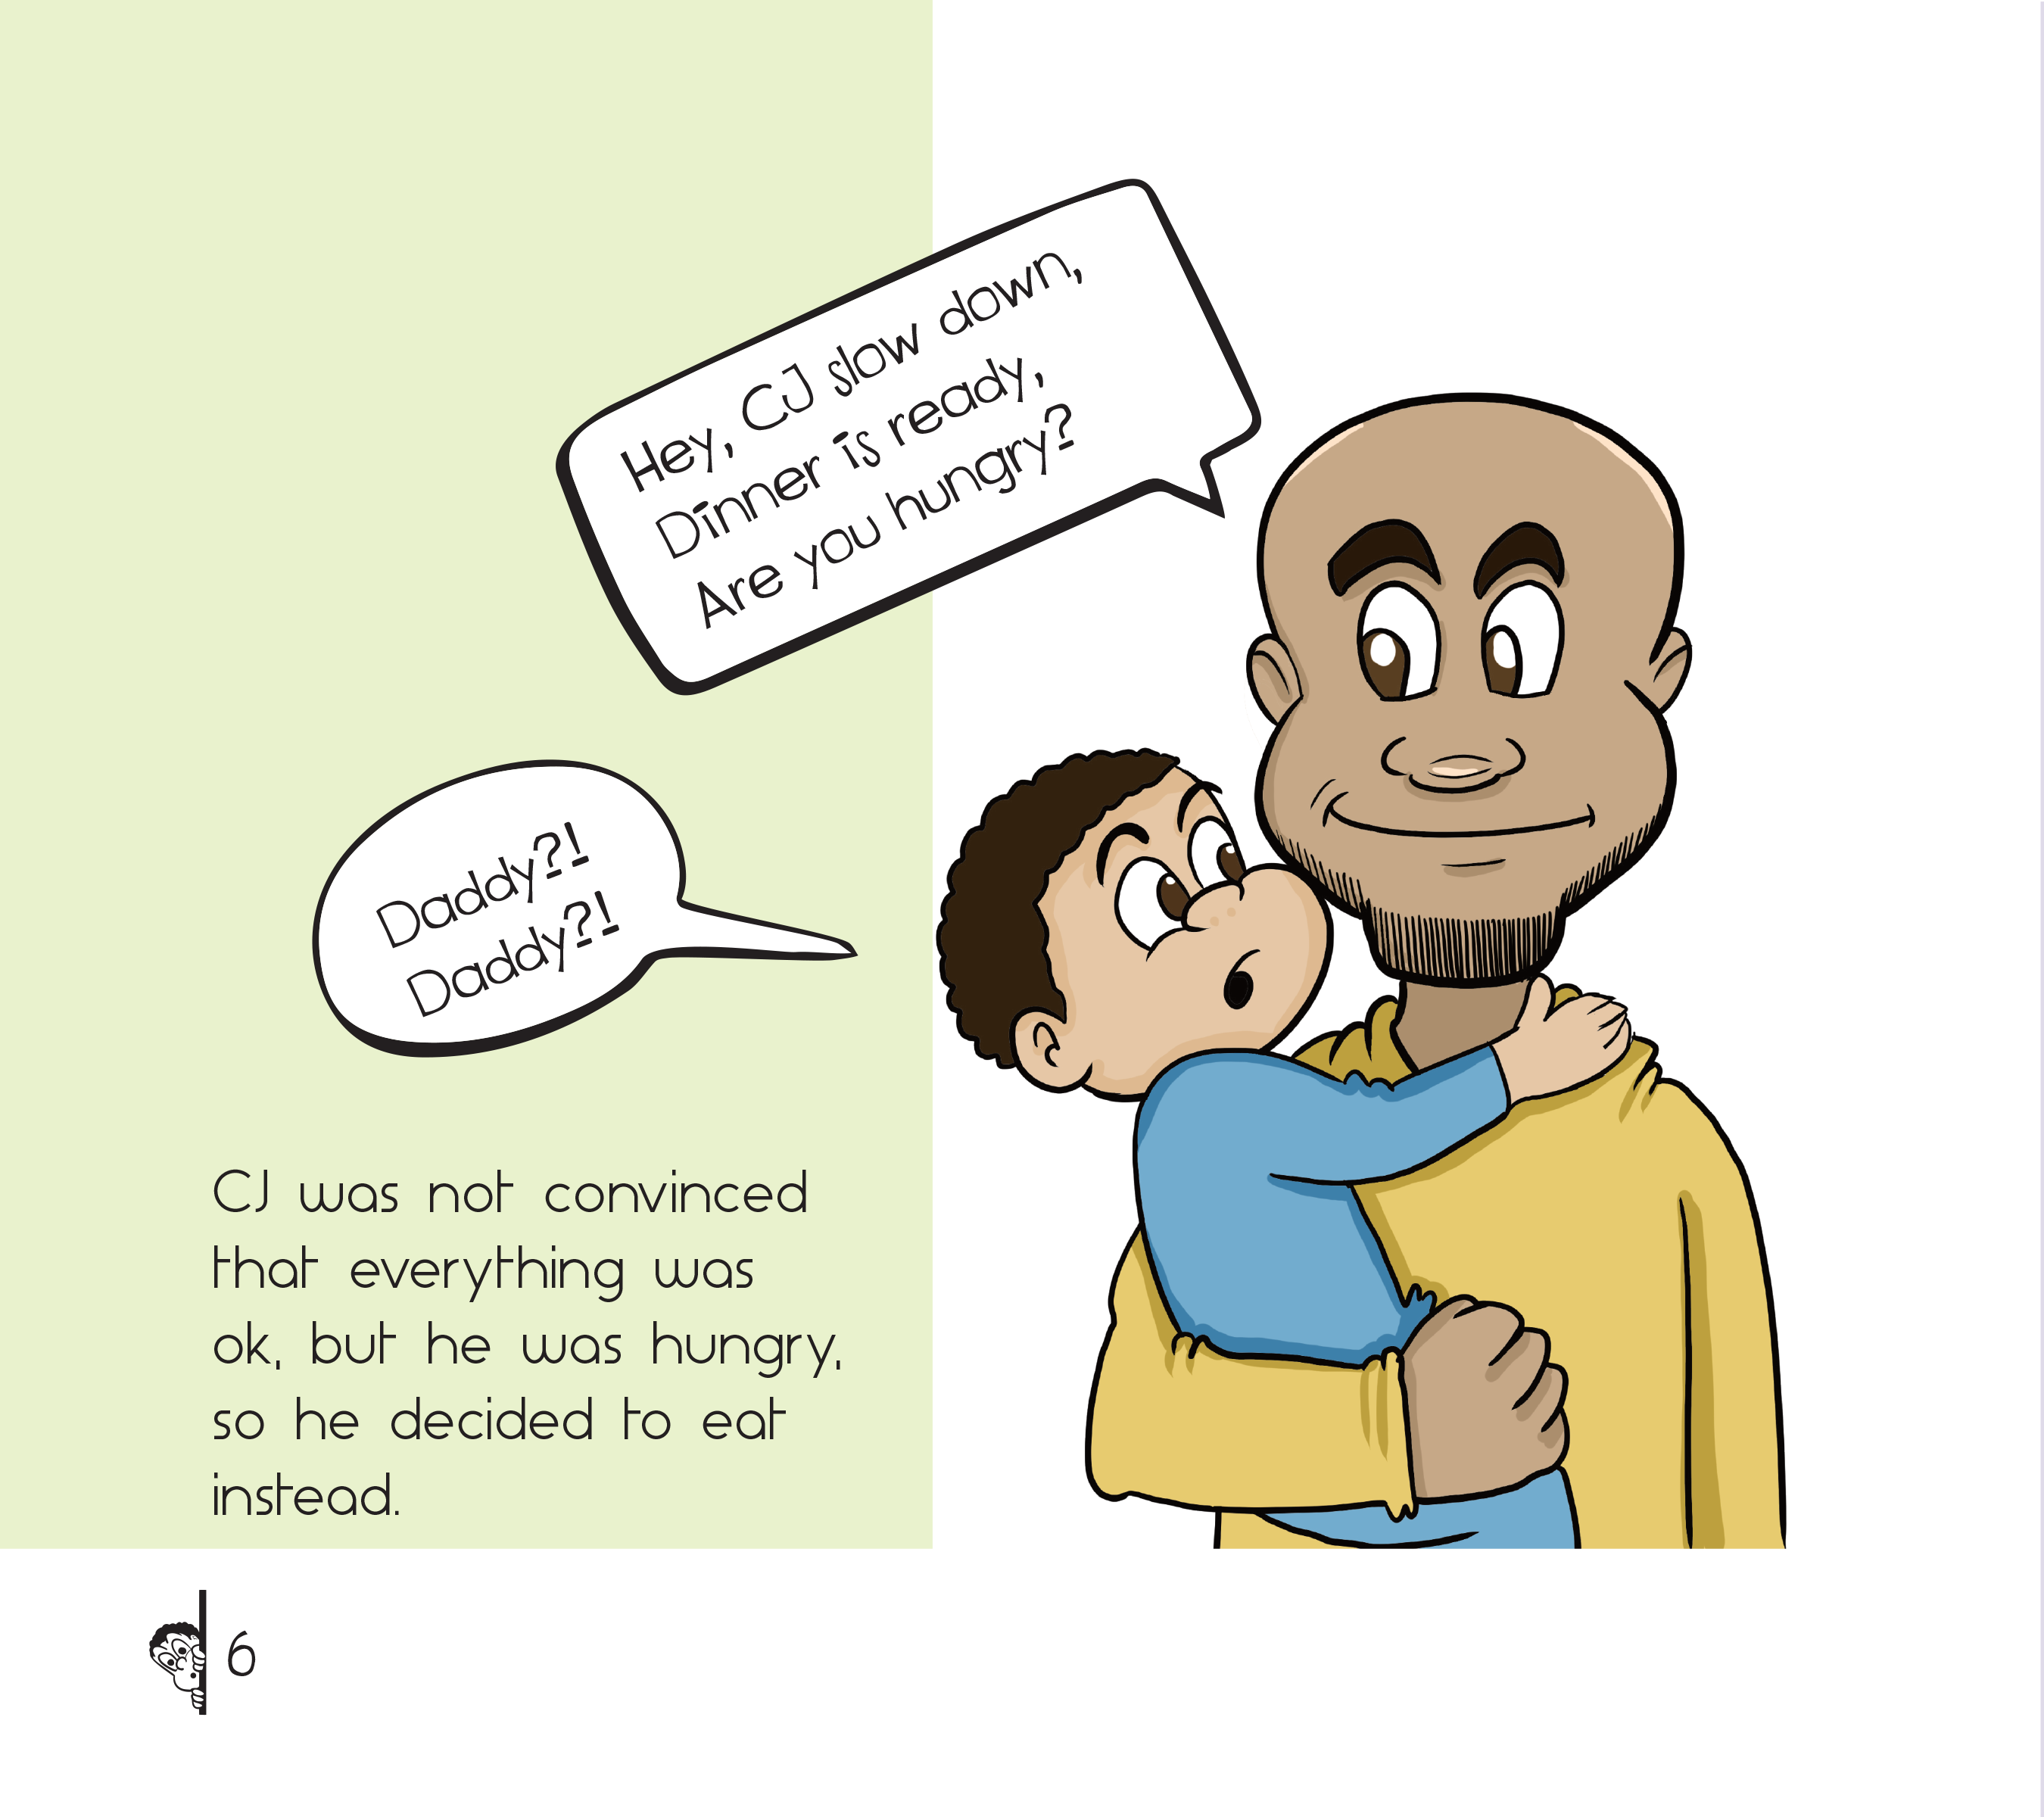 Hey, CJ slow down,
Dinner is ready,
Are you hungry?
Daddy?!
Daddy?!
CJ was not convinced
that everything was
ok, but he was hungry,
so he decided to eat
instead.
6